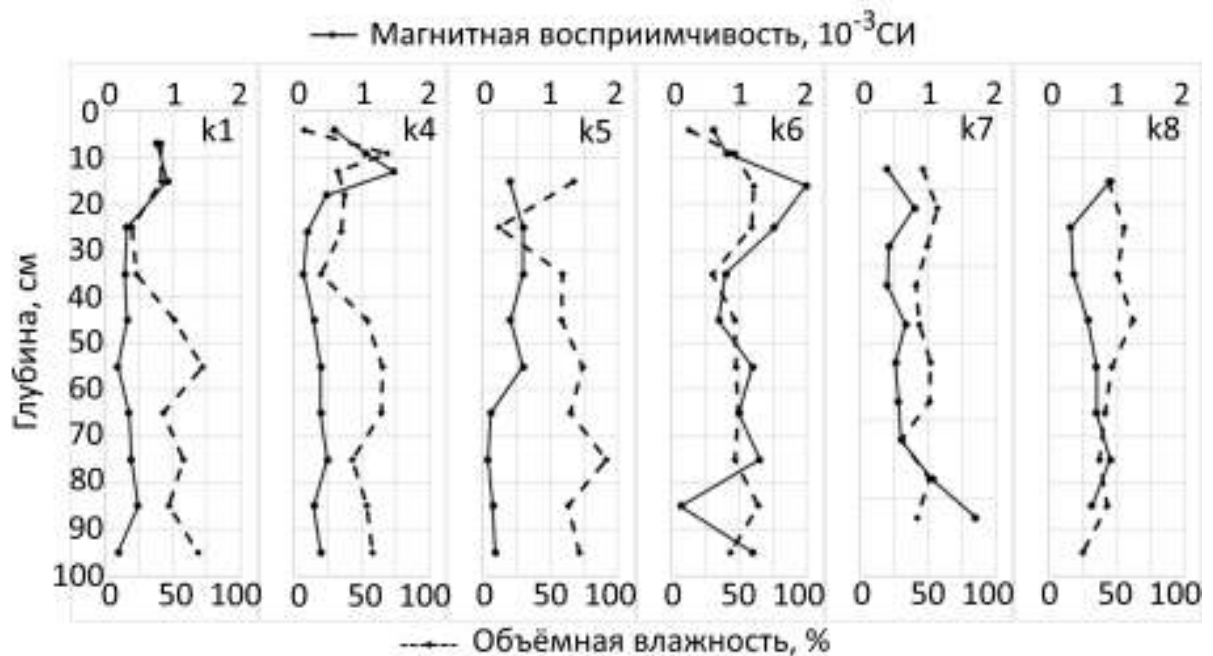 Магнитная восприимчивость, 10⁻³СИ
0 1 2 0 1 2 0 1 2 0 1 2 0 1 2 0 1 2
k1 k4 k5 k6 k7 k8
Глубина, см
0
10
20
30
40
50
60
70
80
90
100
0 50 100 0 50 100 0 50 100 0 50 100 0 50 100 0 50 100
Объёмная влажность, %